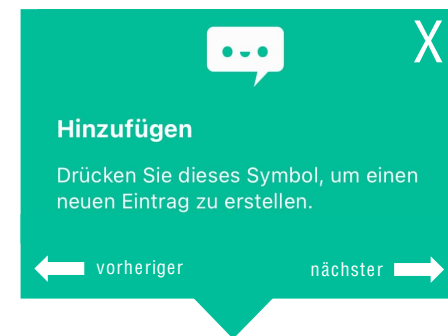 X
Hinzufügen
Drücken Sie dieses Symbol, um einen
neuen Eintrag zu erstellen.
vorheriger
nächster